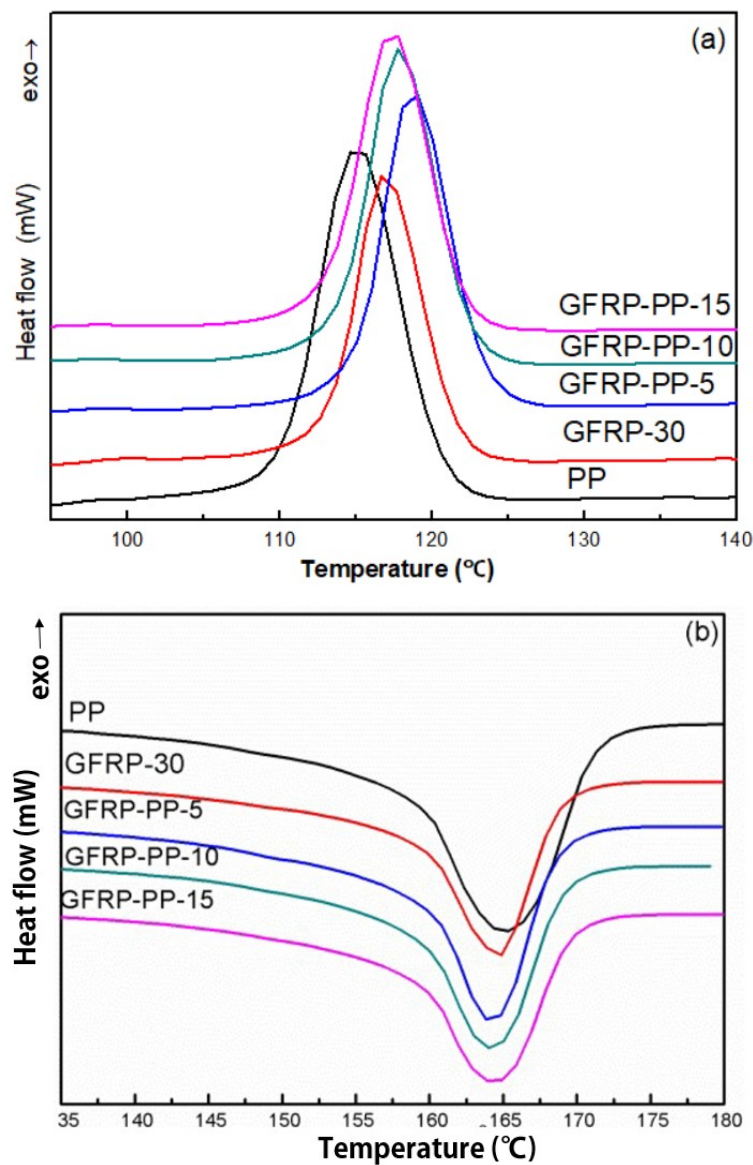 (a)
exo→
Heat flow (mW)
GFRP-PP-15
GFRP-PP-10
GFRP-PP-5
GFRP-30
PP
100 110 120 130 140
Temperature (℃)
(b)
exo →
Heat flow (mW)
PP
GFRP-30
GFRP-PP-5
GFRP-PP-10
GFRP-PP-15
35 140 145 150 155 160 165 170 175 180
Temperature (℃)